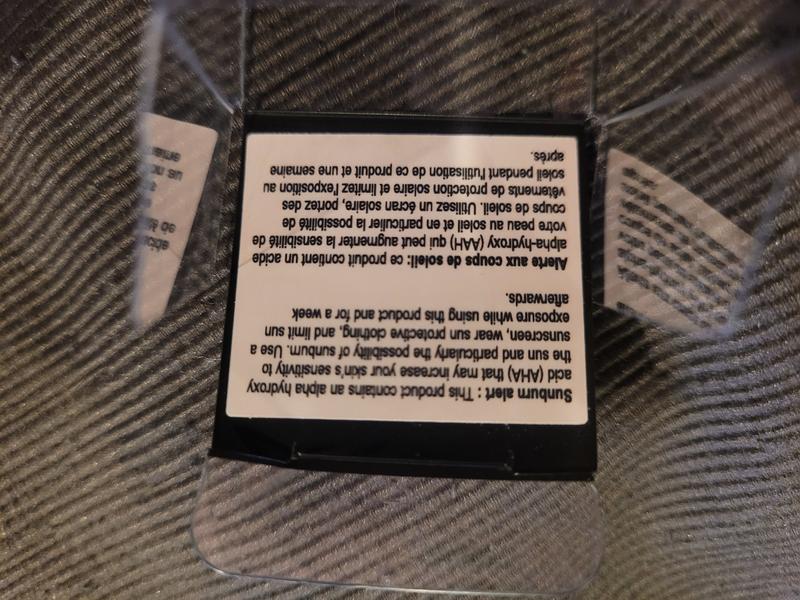 Sunburn alert : This product contains an alpha hydroxy
acid (AHA) that may increase your skin's sensitivity to
the sun and particularly the possibility of sunburn. Use a
sunscreen, wear sun protective clothing, and limit sun
exposure while using this product and for a week
afterwards.
Alerte aux coups de soleil: ce produit contient un acide
alpha-hydroxy (AAH) qui peut augmenter la sensibilité de
votre peau au soleil et en particulier la possibilité de
coups de soleil. Utilisez un écran solaire, portez des
vêtements de protection solaire et limitez l'exposition au
soleil pendant l'utilisation de ce produit et une semaine
après.